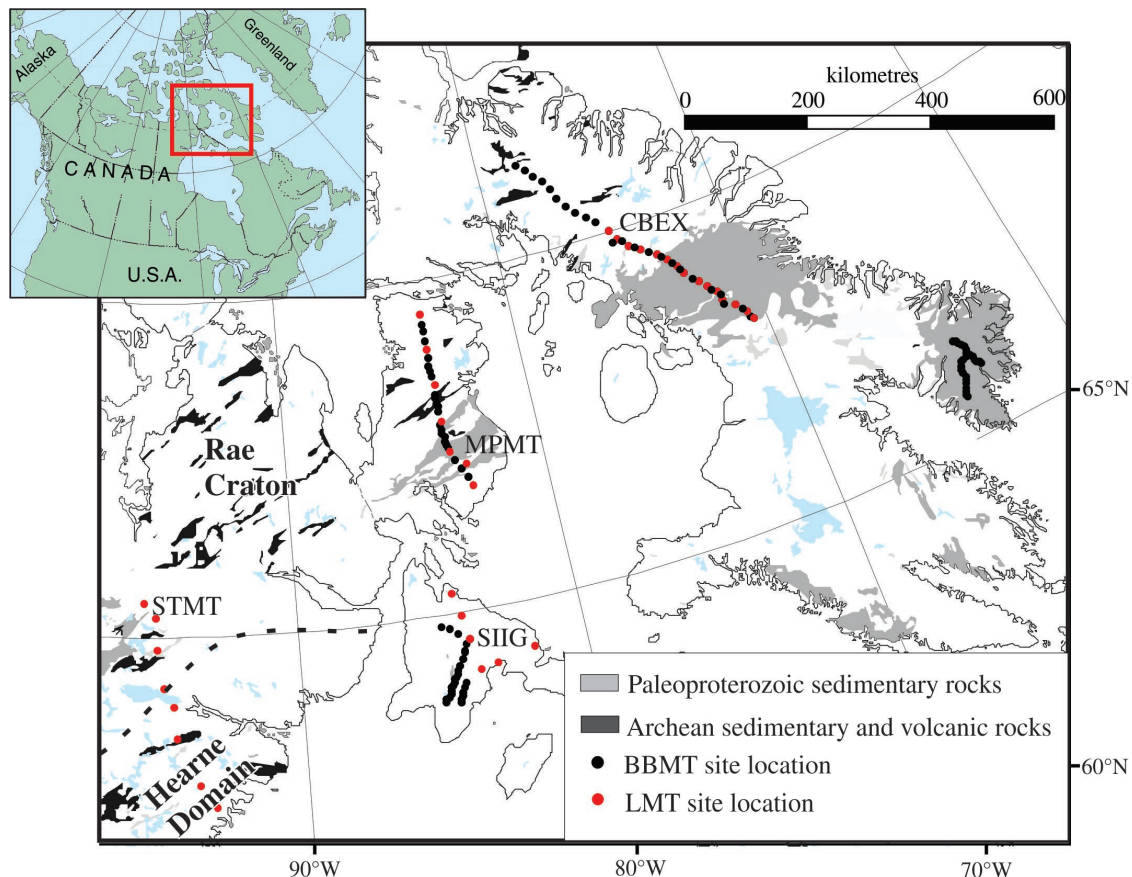 Alaska
Greenland
CANADA
U.S.A.
kilometres
0 200 400 600
CBEX
65°N
MPMT
Rae
Craton
STMT
SIIG
Hearne
Domain
Paleoproterozoic sedimentary rocks
Archean sedimentary and volcanic rocks
BBMT site location
LMT site location
60°N
90°W
80°W
70°W